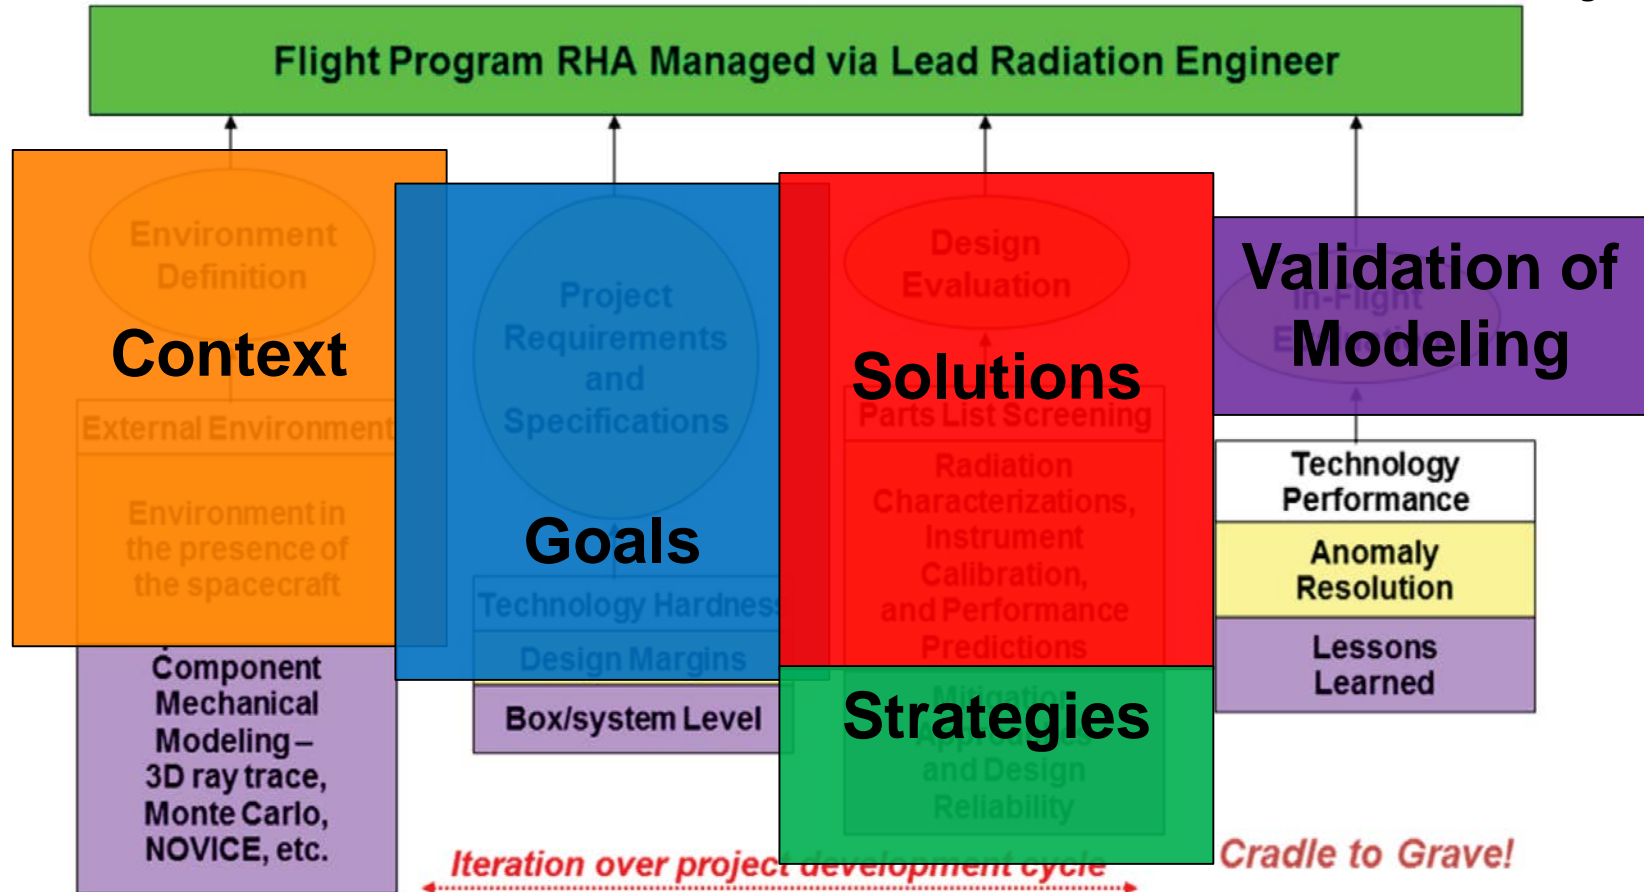 Flight Program RHA Managed via Lead Radiation Engineer
Environment
Definition
Context
External Environment
Environment in
the presence of
the spacecraft
Component
Mechanical
Modeling –
3D ray trace,
Monte Carlo,
NOVICE, etc.
Project
Requirements
and
Specifications
Goals
Technology Hardness
Design Margins
Box/system Level
Design
Evaluation
Solutions
Parts List Screening
Radiation
Characterizations,
Instrument
Calibration,
and Performance
Predictions
Strategies
Mitigation
Approaches
and Design
Reliability
Validation of
Modeling
In-Flight
Technology
Performance
Anomaly
Resolution
Lessons
Learned
Iteration over project development cycle
Cradle to Grave!